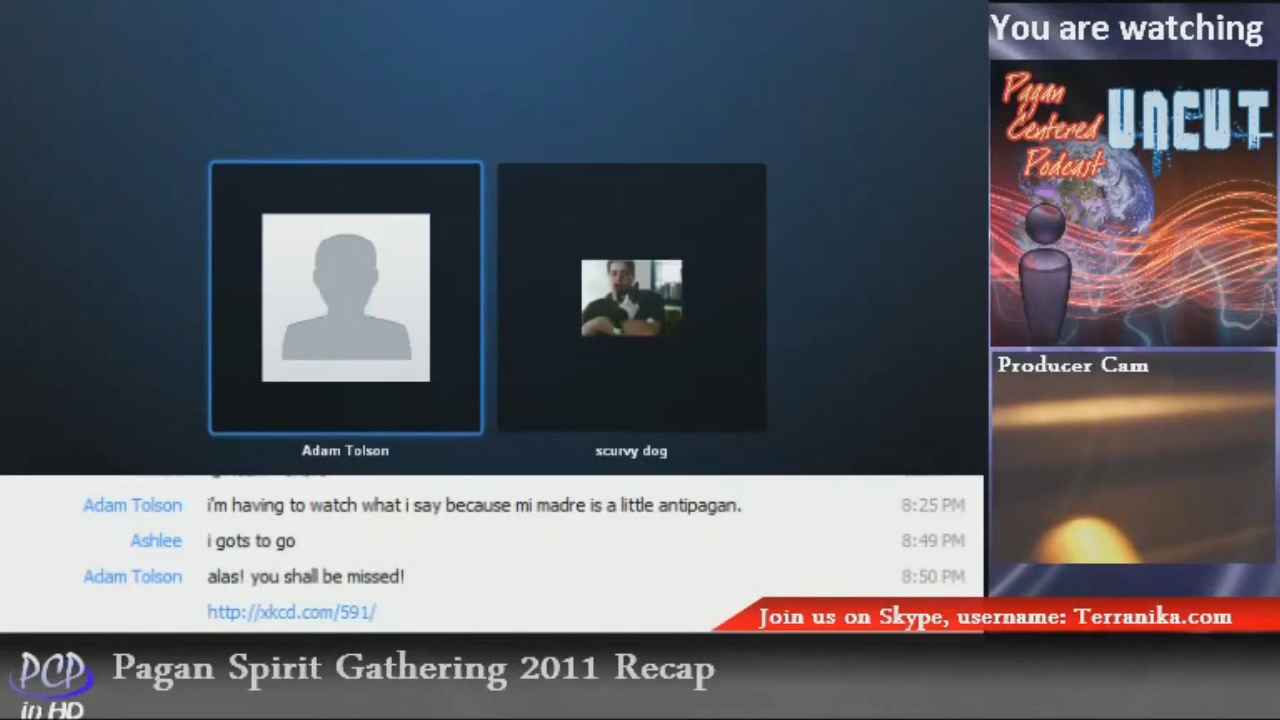 You are watching
Pagan
Centered
Podcast
UNCUT
Producer Cam
Adam Tolson
scurvy dog
Adam Tolson i'm having to watch what i say because mi madre is a little antipagan. 8:25 PM
Ashlee i gots to go 8:49 PM
Adam Tolson alas! you shall be missed! 8:50 PM
http://xkcd.com/591/
Join us on Skype, username: Terranika.com
PCP
in HD
Pagan Spirit Gathering 2011 Recap